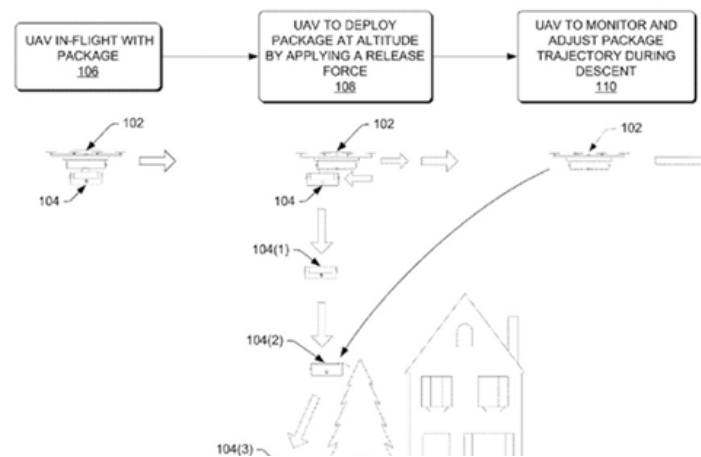 UAV IN-FLIGHT WITH
PACKAGE
106
UAV TO DEPLOY
PACKAGE AT ALTITUDE
BY APPLYING A RELEASE
FORCE
108
UAV TO MONITOR AND
ADJUST PACKAGE
TRAJECTORY DURING
DESCENT
110
102
102
102
104
104
104(1)
104(2)
104(3)